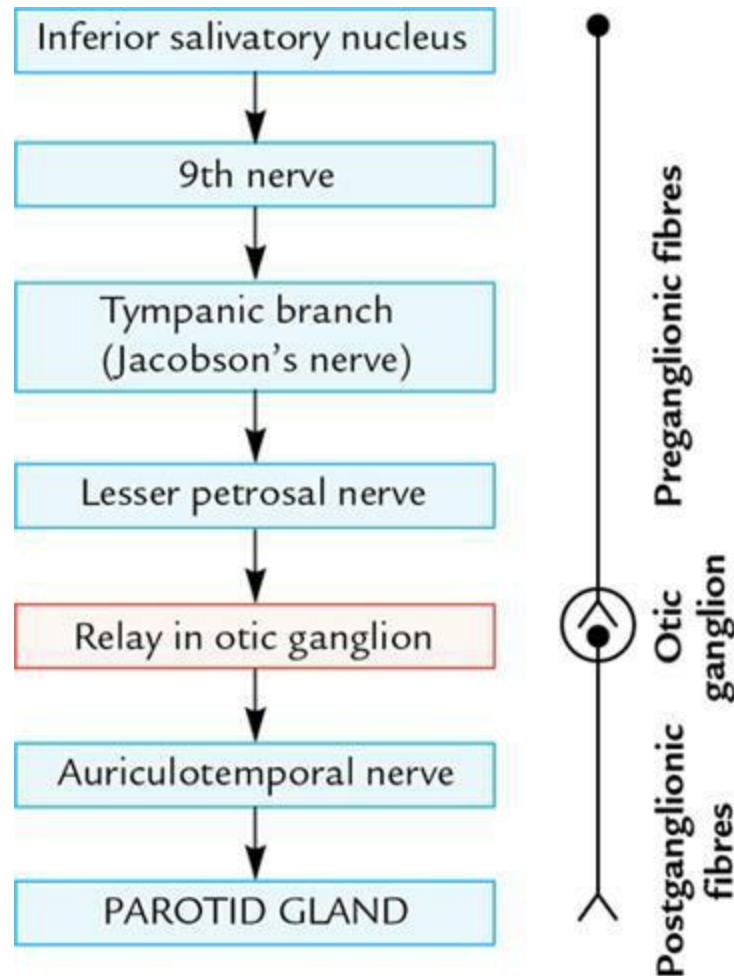 Inferior salivatory nucleus
9th nerve
Tympanic branch
(Jacobson's nerve)
Lesser petrosal nerve
Relay in otic ganglion
Auriculotemporal nerve
PAROTID GLAND
Preganglionic fibres
Otic
ganglion
Postganglionic
fibres